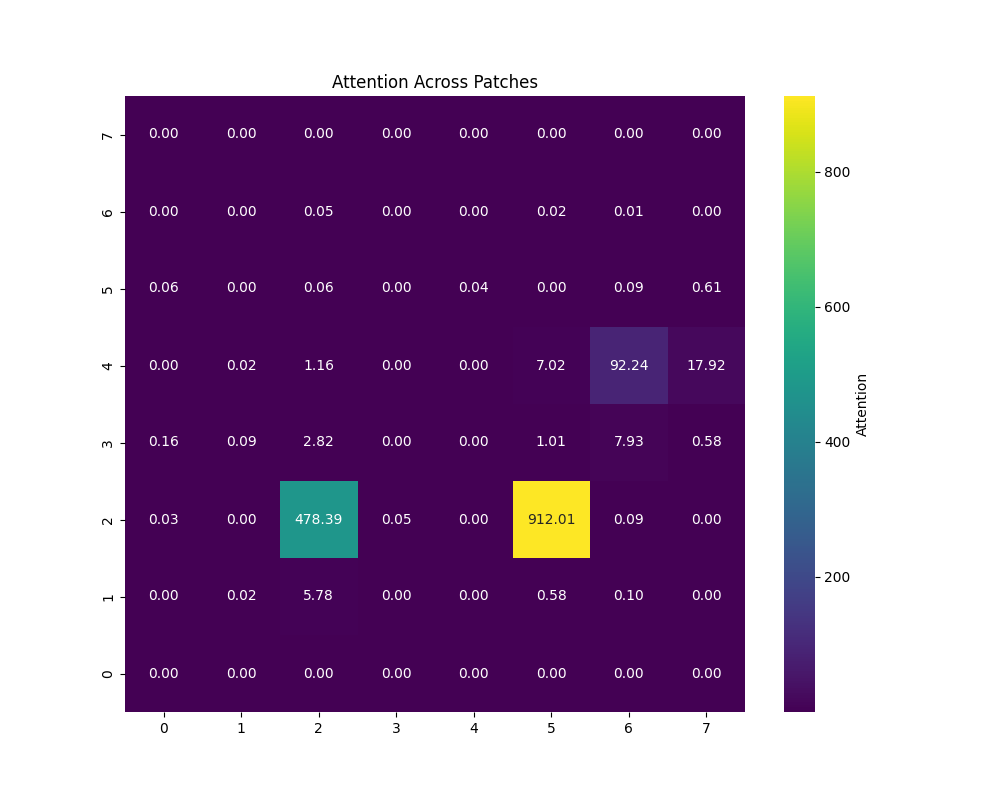 Attention Across Patches
7 0.00 0.00 0.00 0.00 0.00 0.00 0.00 0.00
6 0.00 0.00 0.05 0.00 0.00 0.02 0.01 0.00
5 0.06 0.00 0.06 0.00 0.04 0.00 0.09 0.61
4 0.00 0.02 1.16 0.00 0.00 7.02 92.24 17.92
3 0.16 0.09 2.82 0.00 0.00 1.01 7.93 0.58
2 0.03 0.00 478.39 0.05 0.00 912.01 0.09 0.00
1 0.00 0.02 5.78 0.00 0.00 0.58 0.10 0.00
0 0.00 0.00 0.00 0.00 0.00 0.00 0.00 0.00
0 1 2 3 4 5 6 7
800
600
400
200
Attention